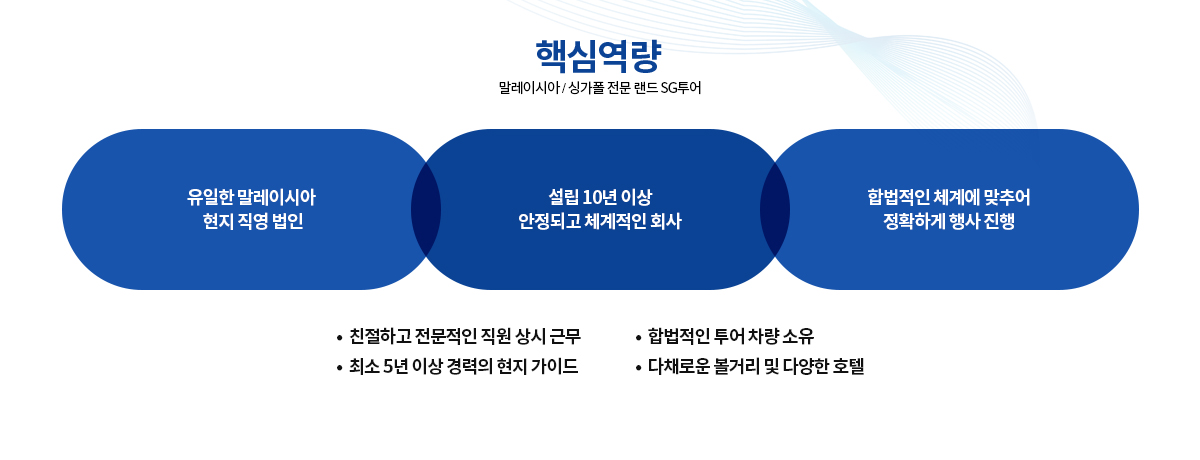 핵심역량
말레이시아 / 싱가폴 전문 랜드 SG투어
유일한 말레이시아
현지 직영 법인
설립 10년 이상
안정되고 체계적인 회사
합법적인 체계에 맞추어
정확하게 행사 진행
• 친절하고 전문적인 직원 상시 근무
• 최소 5년 이상 경력의 현지 가이드
• 합법적인 투어 차량 소유
• 다채로운 볼거리 및 다양한 호텔